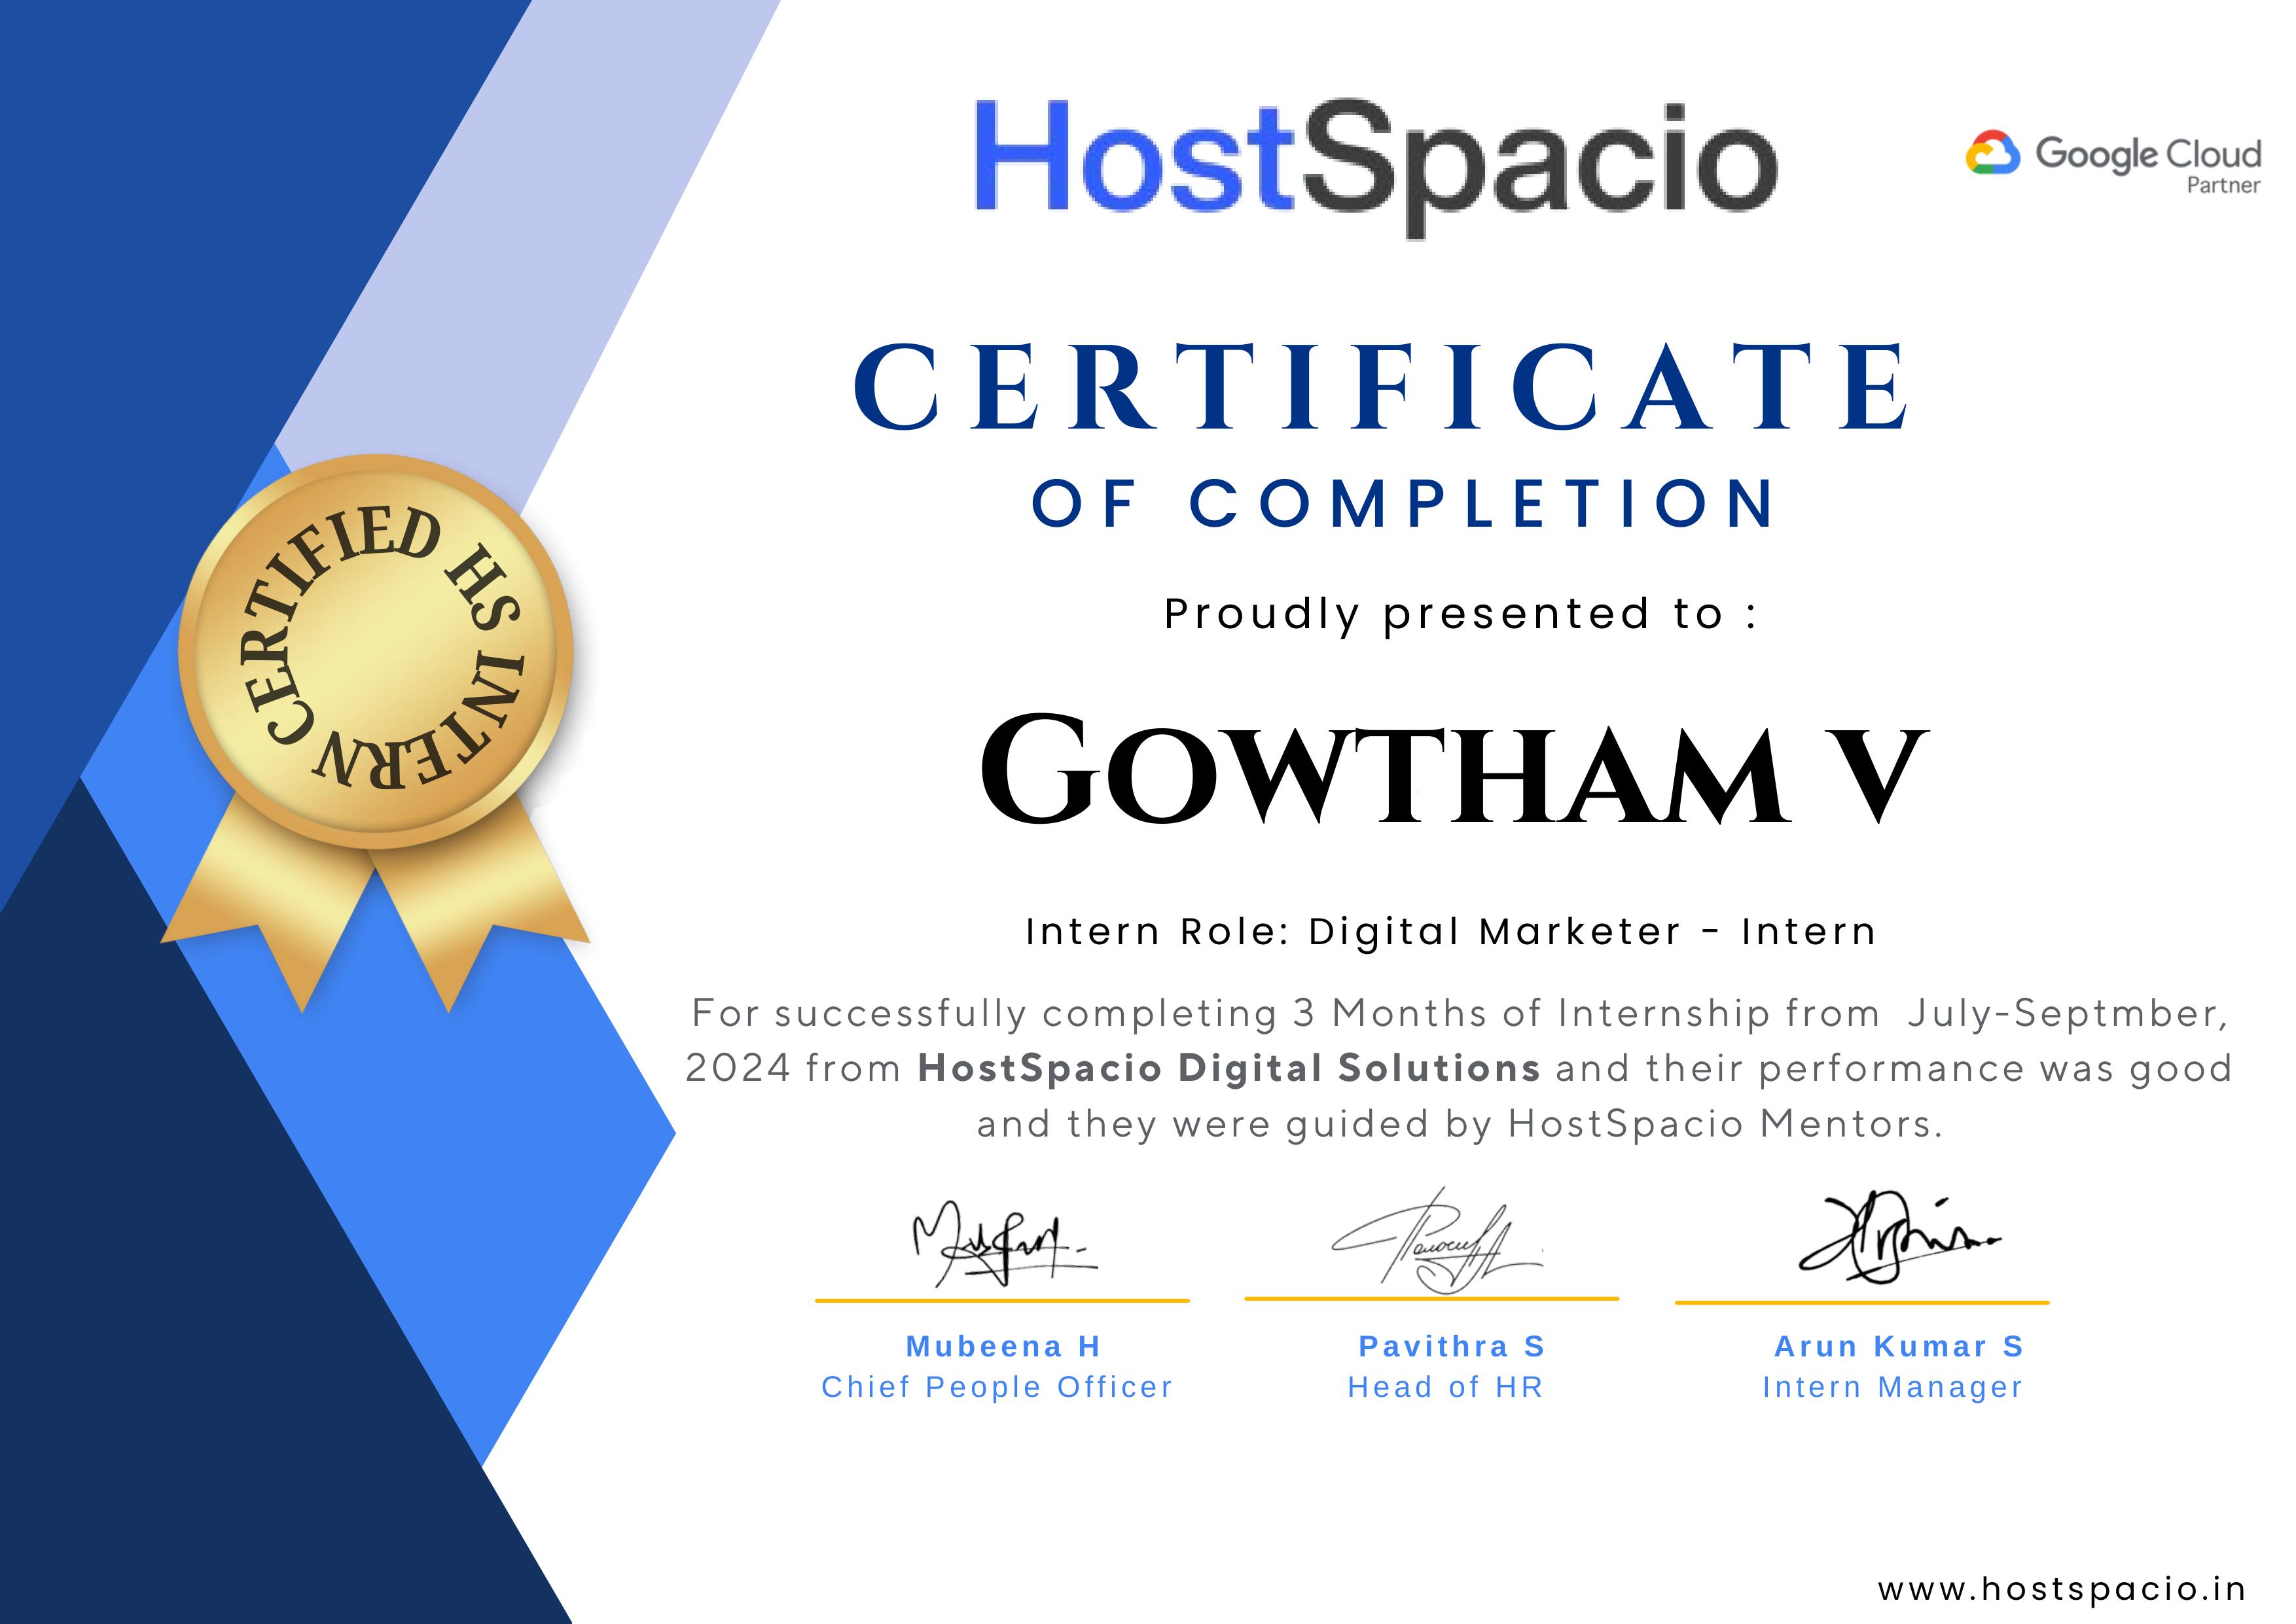 HostSpacio
Google Cloud
Partner
CERTIFICATE
OF COMPLETION
Proudly presented to :
CERTIFIED HS INTERN
GOWTHAM V
Intern Role: Digital Marketer - Intern
For successfully completing 3 Months of Internship from July-Septmber,
2024 from HostSpacio Digital Solutions and their performance was good
and they were guided by HostSpacio Mentors.
Mubeena H
Chief People Officer
Pavithra S
Head of HR
Arun Kumar S
Intern Manager
www.hostspacio.in